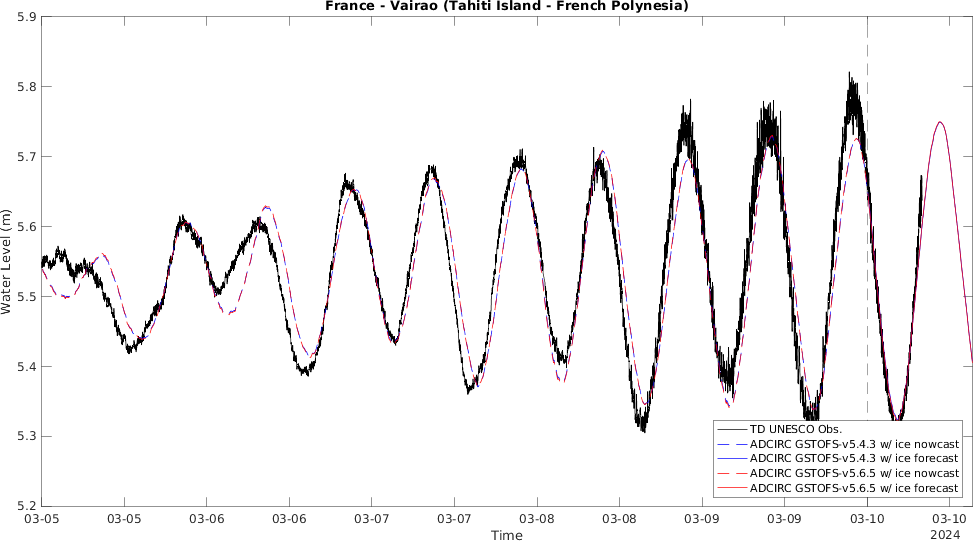 France - Vairao (Tahiti Island - French Polynesia)
5.9
5.8
5.7
5.6
5.5
5.4
5.3
5.2
Water Level (m)
TD UNESCO Obs.
ADCIRC GSTOFS-v5.4.3 w/ ice nowcast
ADCIRC GSTOFS-v5.4.3 w/ ice forecast
ADCIRC GSTOFS-v5.6.5 w/ ice nowcast
ADCIRC GSTOFS-v5.6.5 w/ ice forecast
03-05 03-05 03-06 03-06 03-07 03-07 03-08 03-08 03-09 03-09 03-10 03-10
2024
Time